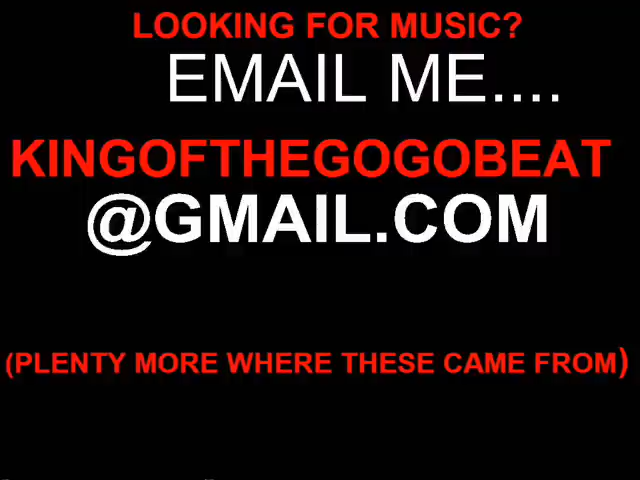 LOOKING FOR MUSIC?
EMAIL ME....
KINGOFTHEGOGOBEAT
@GMAIL.COM
(PLENTY MORE WHERE THESE CAME FROM)